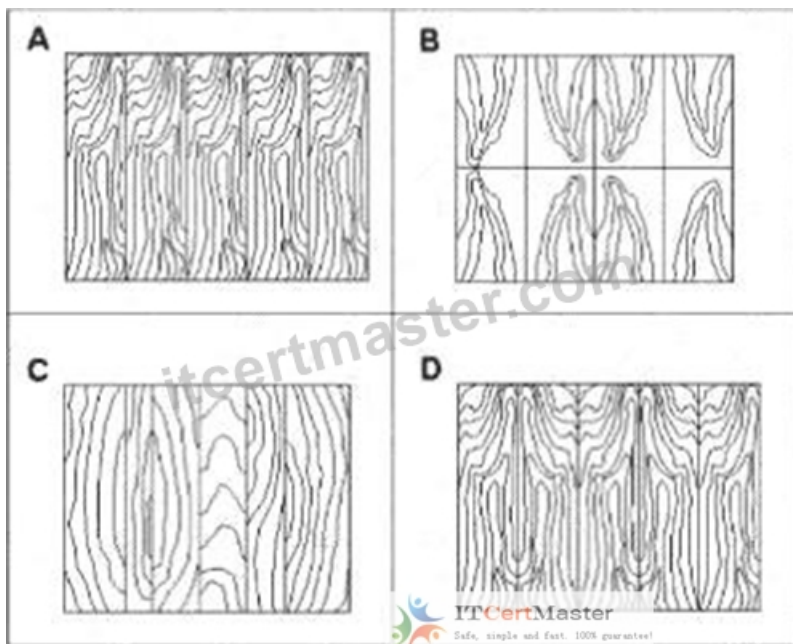 A
B
itcertmaster.com
C
D
ITCertMaster
Safe, simple and fast. 100% guarantee!